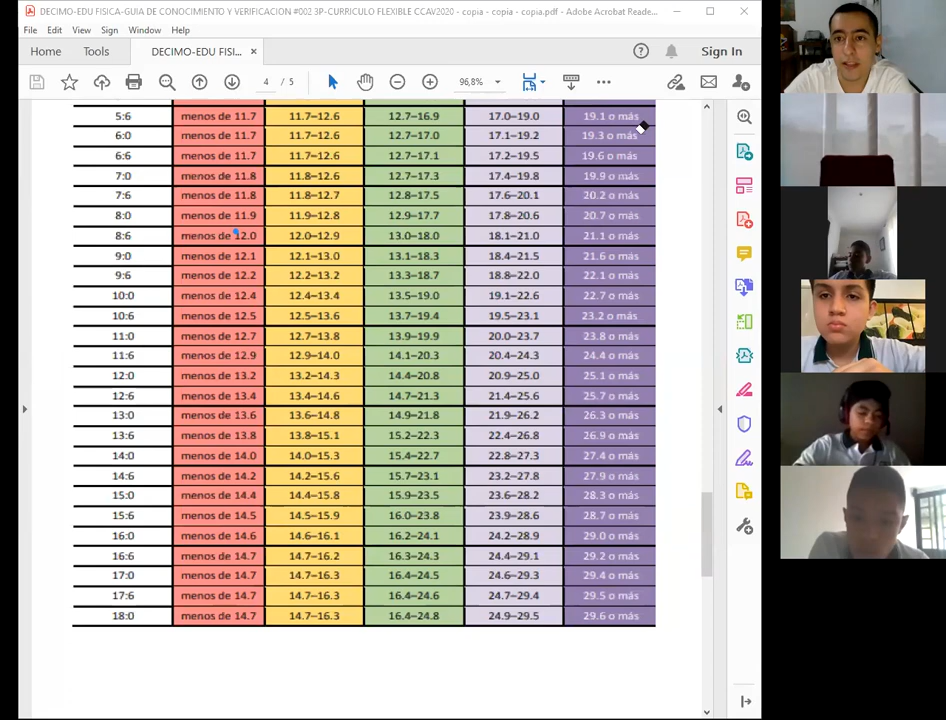 DECIMO-EDU FISICA-GUIA DE CONOCIMIENTO Y VERIFICACION #002 3P-CURRICULO FLEXIBLE CCAV2020 - copia - copia - copia.pdf - Adobe Acrobat Reade...
File Edit View Sign Window Help
Home Tools DECIMO-EDU FISI... × Sign In
4 / 5 96,8%
5:6 menos de 11.7 11.7–12.6 12.7–16.9 17.0–19.0 19.1 o más
6:0 menos de 11.7 11.7–12.6 12.7–17.0 17.1–19.2 19.3 o más
6:6 menos de 11.7 11.7–12.6 12.7–17.1 17.2–19.5 19.6 o más
7:0 menos de 11.8 11.8–12.6 12.7–17.3 17.4–19.8 19.9 o más
7:6 menos de 11.8 11.8–12.7 12.8–17.5 17.6–20.1 20.2 o más
8:0 menos de 11.9 11.9–12.8 12.9–17.7 17.8–20.6 20.7 o más
8:6 menos de 12.0 12.0–12.9 13.0–18.0 18.1–21.0 21.1 o más
9:0 menos de 12.1 12.1–13.0 13.1–18.3 18.4–21.5 21.6 o más
9:6 menos de 12.2 12.2–13.2 13.3–18.7 18.8–22.0 22.1 o más
10:0 menos de 12.4 12.4–13.4 13.5–19.0 19.1–22.6 22.7 o más
10:6 menos de 12.5 12.5–13.6 13.7–19.4 19.5–23.1 23.2 o más
11:0 menos de 12.7 12.7–13.8 13.9–19.9 20.0–23.7 23.8 o más
11:6 menos de 12.9 12.9–14.0 14.1–20.3 20.4–24.3 24.4 o más
12:0 menos de 13.2 13.2–14.3 14.4–20.8 20.9–25.0 25.1 o más
12:6 menos de 13.4 13.4–14.6 14.7–21.3 21.4–25.6 25.7 o más
13:0 menos de 13.6 13.6–14.8 14.9–21.8 21.9–26.2 26.3 o más
13:6 menos de 13.8 13.8–15.1 15.2–22.3 22.4–26.8 26.9 o más
14:0 menos de 14.0 14.0–15.3 15.4–22.7 22.8–27.3 27.4 o más
14:6 menos de 14.2 14.2–15.6 15.7–23.1 23.2–27.8 27.9 o más
15:0 menos de 14.4 14.4–15.8 15.9–23.5 23.6–28.2 28.3 o más
15:6 menos de 14.5 14.5–15.9 16.0–23.8 23.9–28.6 28.7 o más
16:0 menos de 14.6 14.6–16.1 16.2–24.1 24.2–28.9 29.0 o más
16:6 menos de 14.7 14.7–16.2 16.3–24.3 24.4–29.1 29.2 o más
17:0 menos de 14.7 14.7–16.3 16.4–24.5 24.6–29.3 29.4 o más
17:6 menos de 14.7 14.7–16.3 16.4–24.6 24.7–29.4 29.5 o más
18:0 menos de 14.7 14.7–16.3 16.4–24.8 24.9–29.5 29.6 o más